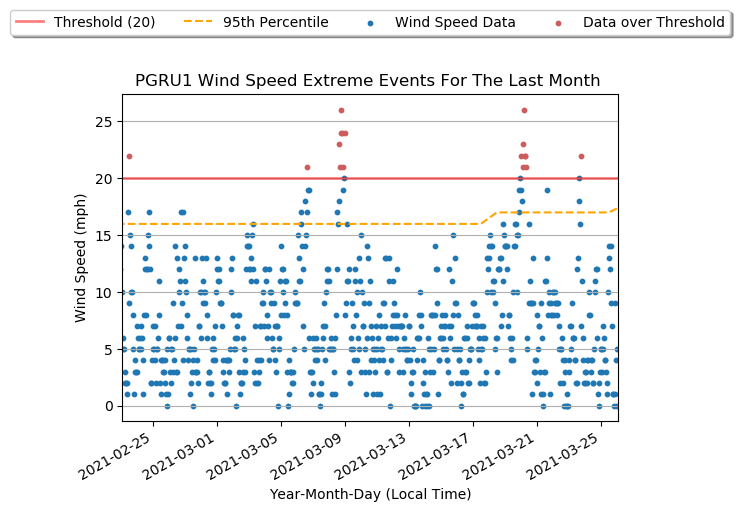 Threshold (20) 95th Percentile Wind Speed Data Data over Threshold
PGRU1 Wind Speed Extreme Events For The Last Month
Wind Speed (mph)
25
20
15
10
5
0
2021-02-25 2021-03-01 2021-03-05 2021-03-09 2021-03-13 2021-03-17 2021-03-21 2021-03-25
Year-Month-Day (Local Time)